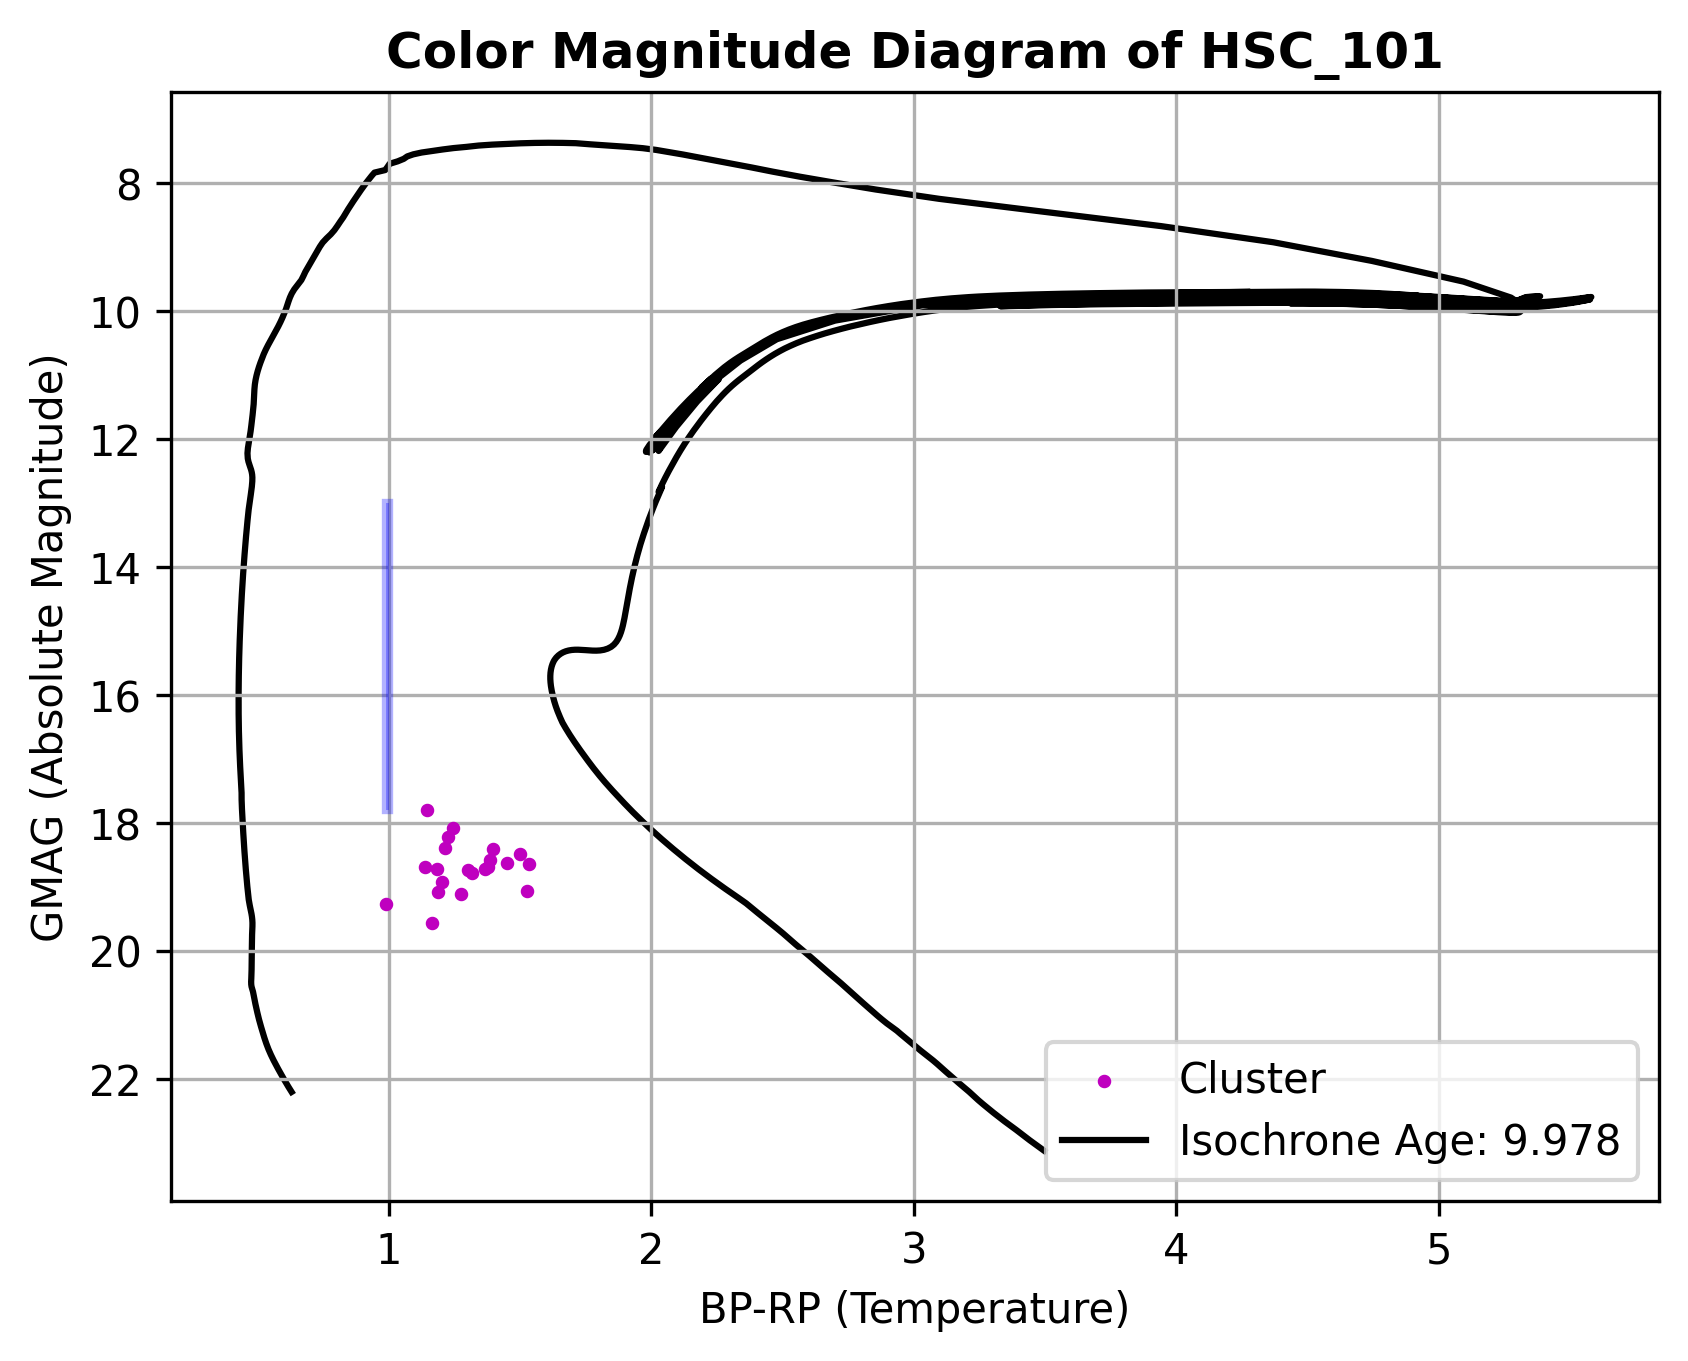 Color Magnitude Diagram of HSC_101
GMAG (Absolute Magnitude)
8
10
12
14
16
18
20
22
1 2 3 4 5
BP-RP (Temperature)
Cluster
Isochrone Age: 9.978